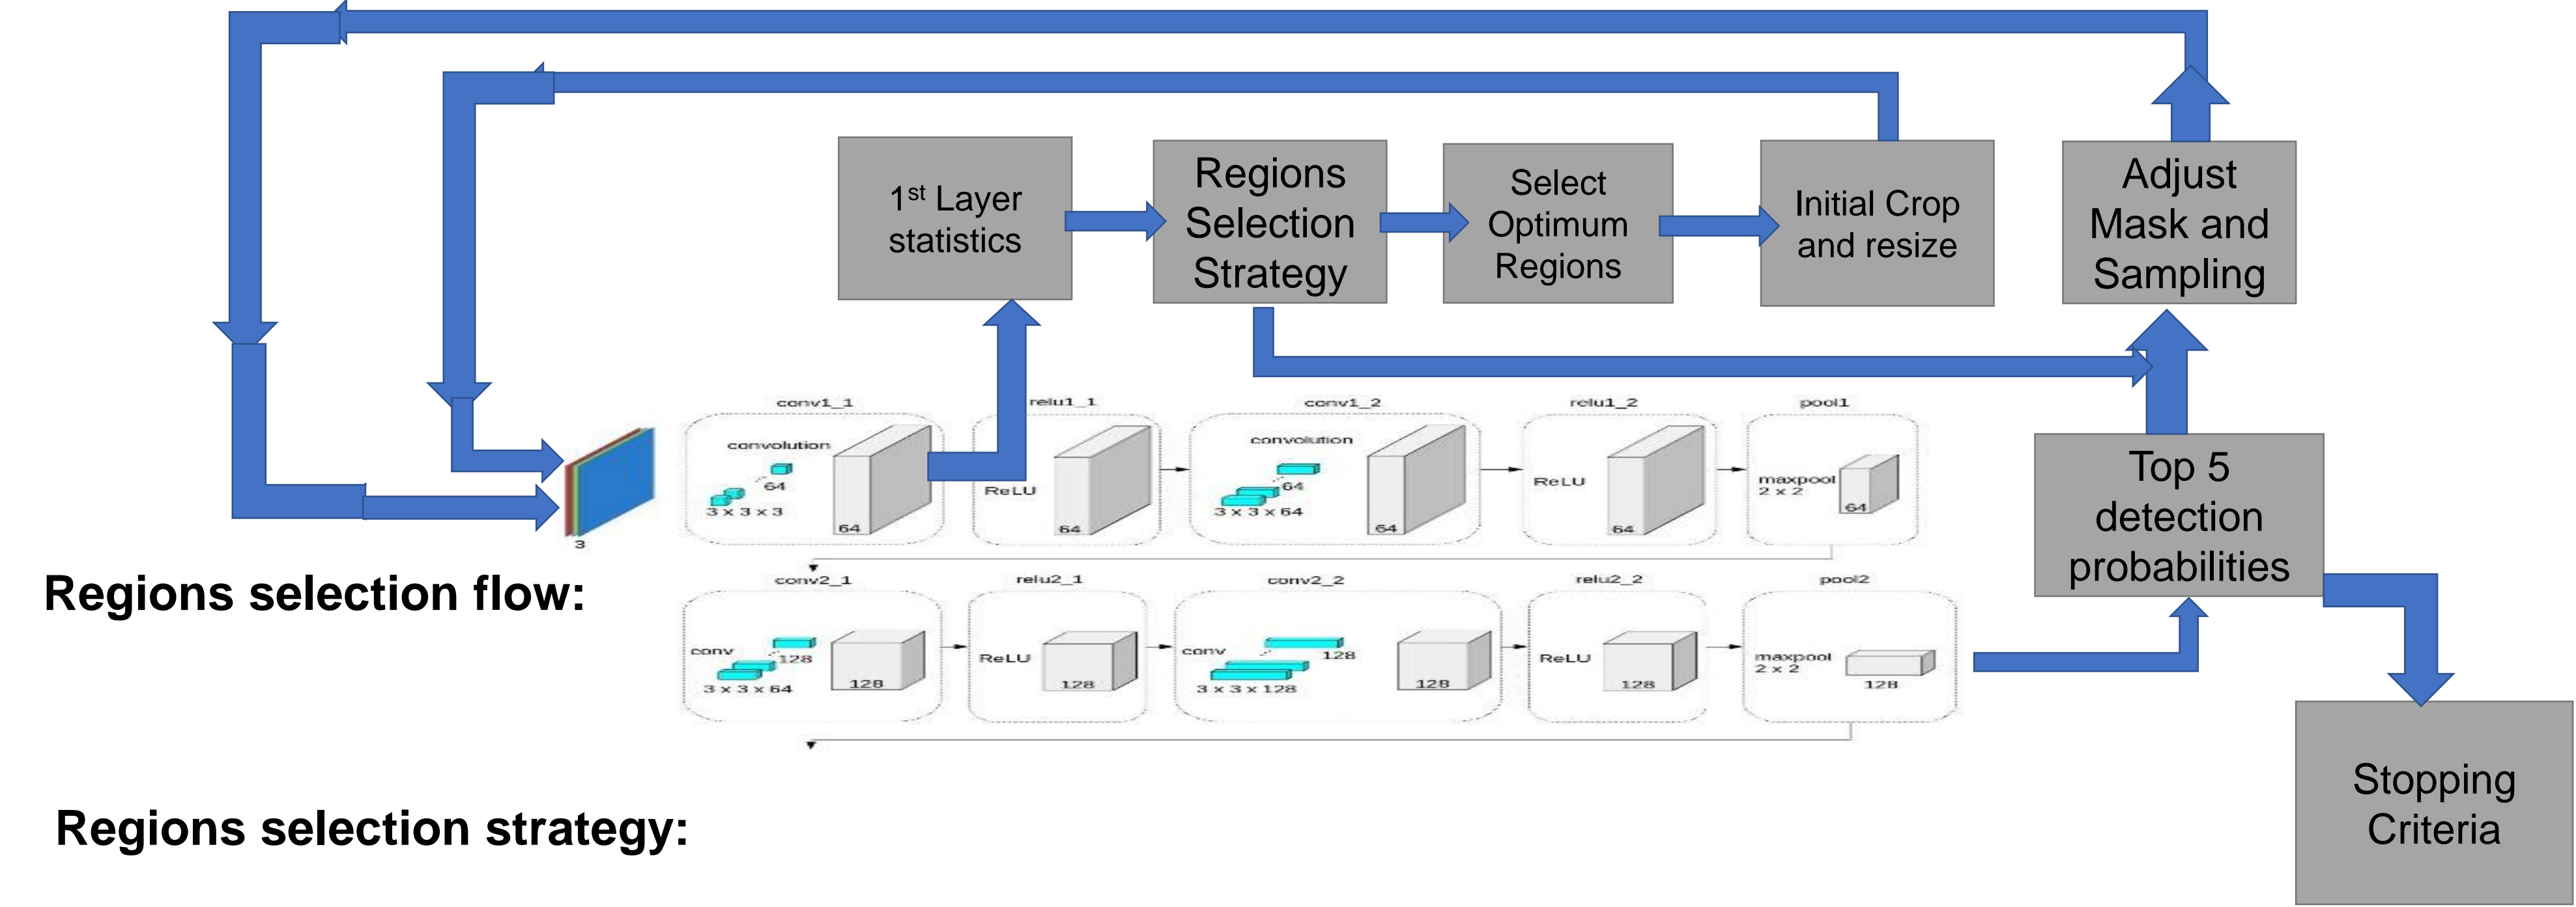 1st Layer
statistics
Regions
Selection
Strategy
Select
Optimum
Regions
Initial Crop
and resize
Adjust
Mask and
Sampling
conv1_1
relu1_1
conv1_2
relu1_2
pool1
convolution
64
3 x 3 x 3
64
ReLU
64
convolution
64
3 x 3 x 64
64
ReLU
64
maxpool
2 x 2
64
3
Top 5
detection
probabilities
Regions selection flow:
conv2_1
relu2_1
conv2_2
relu2_2
pool2
conv
128
3 x 3 x 64
128
ReLU
128
conv
128
3 x 3 x 128
128
ReLU
128
maxpool
2 x 2
128
Stopping
Criteria
Regions selection strategy: